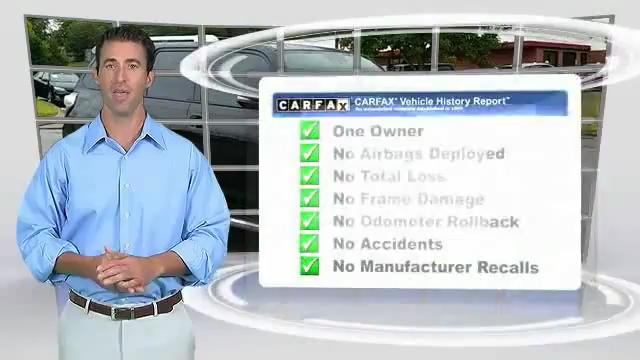 CARFAX CARFAX® Vehicle History Report™
One Owner
No Airbags Deployed
No Total Loss
No Frame Damage
No Odometer Rollback
No Accidents
No Manufacturer Recalls